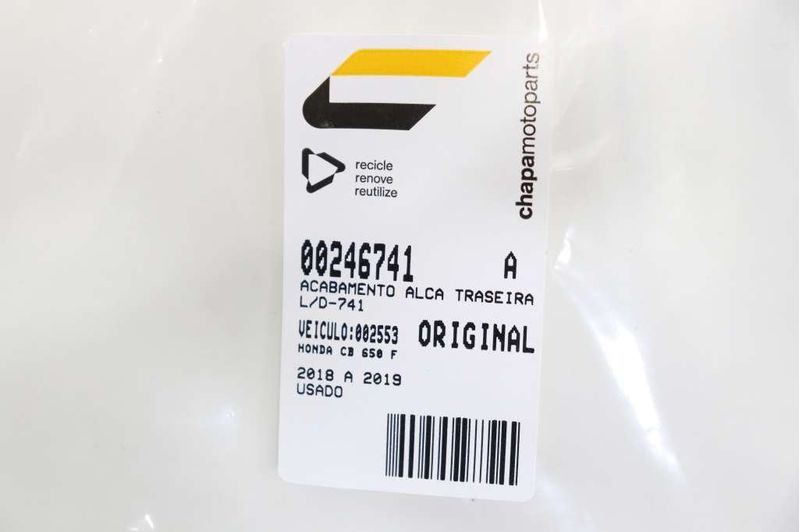 chapamotoparts
recicle
renove
reutilize
00246741 A
ACABAMENTO ALCA TRASEIRA
L/D-741
VEICULO:002553 ORIGINAL
HONDA CB 650 F
2018 A 2019
USADO